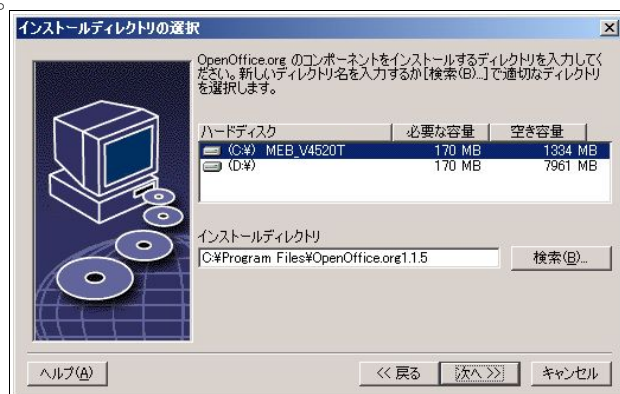 。
インストールディレクトリの選択
OpenOffice.org のコンポーネントをインストールするディレクトリを入力してく
ださい。新しいディレクトリ名を入力するか[検索(B)...]で適切なディレクトリ
を選択します。
ハードディスク 必要な容量 空き容量
(C:¥) MEB_V4520T 170 MB 1334 MB
(D:¥) 170 MB 7961 MB
インストールディレクトリ
C:¥Program Files¥OpenOffice.org1.1.5 検索(B)...
ヘルプ(A) << 戻る 次へ >> キャンセル